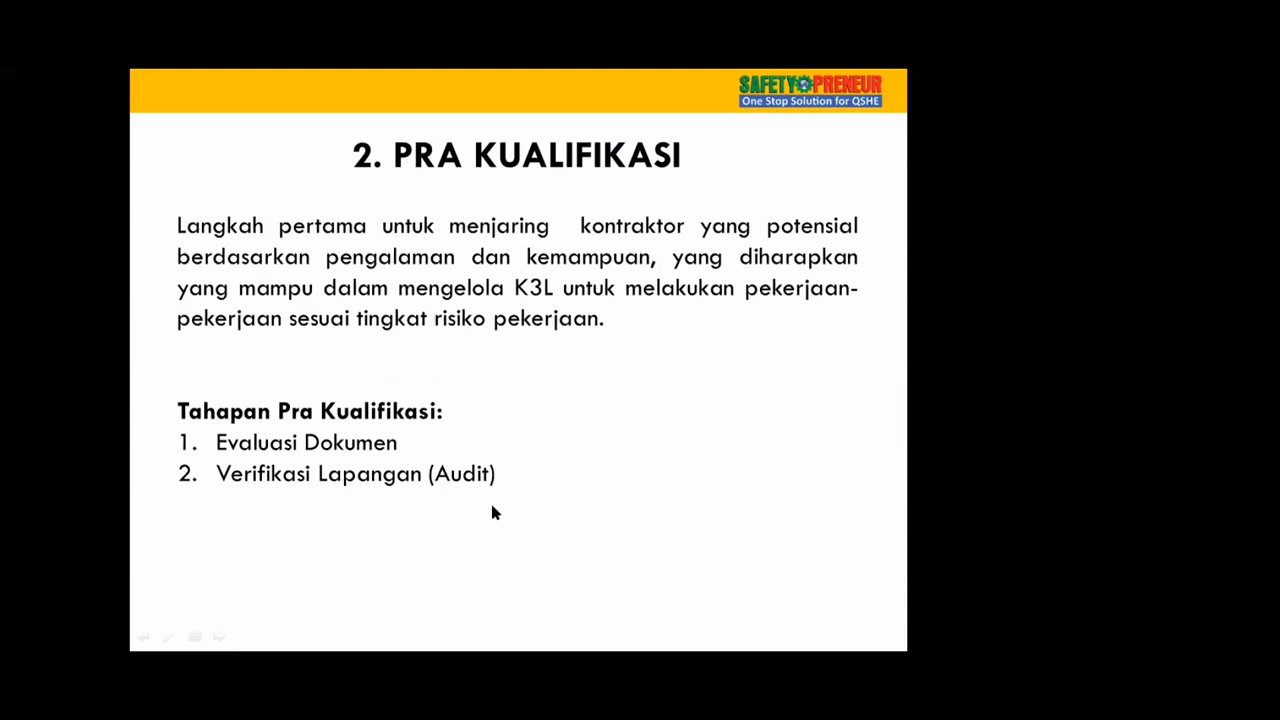 SAFETY PRENEUR
One Stop Solution for QSHE
2. PRA KUALIFIKASI
Langkah pertama untuk menjaring kontraktor yang potensial
berdasarkan pengalaman dan kemampuan, yang diharapkan
yang mampu dalam mengelola K3L untuk melakukan pekerjaan-
pekerjaan sesuai tingkat risiko pekerjaan.
Tahapan Pra Kualifikasi:
1. Evaluasi Dokumen
2. Verifikasi Lapangan (Audit)